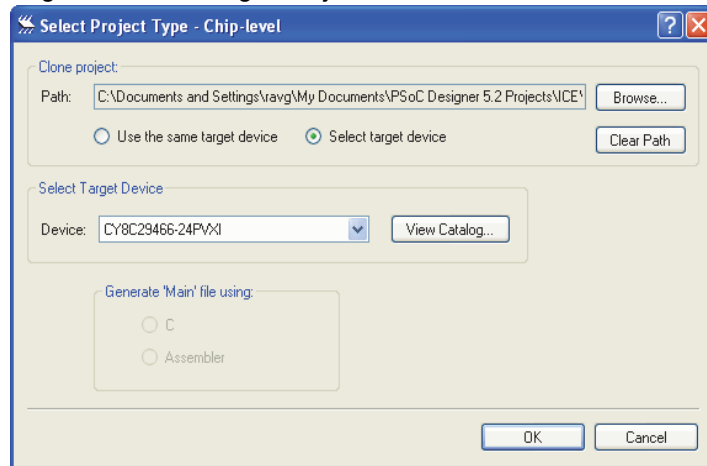 Select Project Type - Chip-level
Clone project:
Path: C:\Documents and Settings\ravg\My Documents\PSoC Designer 5.2 Projects\ICE\ Browse...
Use the same target device Select target device Clear Path
Select Target Device
Device: CY8C29466-24PVXI View Catalog...
Generate 'Main' file using:
C
Assembler
OK Cancel